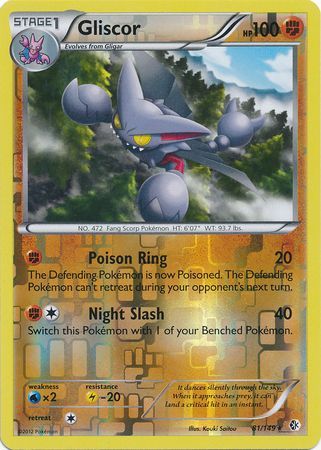 STAGE1
Gliscor
HP100
Evolves from Gligar
NO. 472 Fang Scorp Pokémon HT: 6'07" WT: 93.7 lbs.
Poison Ring 20
The Defending Pokémon is now Poisoned. The Defending
Pokémon can't retreat during your opponent's next turn.
Night Slash 40
Switch this Pokémon with 1 of your Benched Pokémon.
weakness
×2
resistance
-20
retreat
It dances silently through the sky.
When it approaches prey, it can
land a critical hit in an instant.
Illus. Kouki Saitou
81/149
©2012 Pokémon